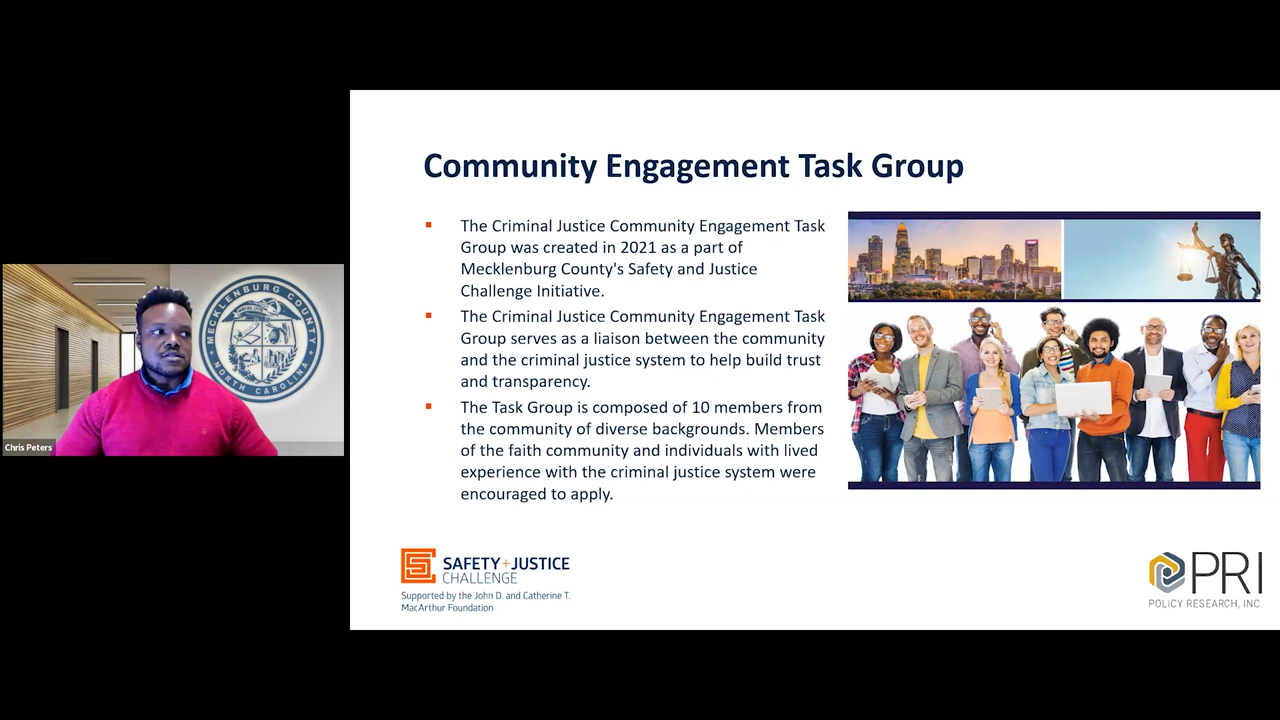 Community Engagement Task Group
▪ The Criminal Justice Community Engagement Task
Group was created in 2021 as a part of
Mecklenburg County's Safety and Justice
Challenge Initiative.
▪ The Criminal Justice Community Engagement Task
Group serves as a liaison between the community
and the criminal justice system to help build trust
and transparency.
▪ The Task Group is composed of 10 members from
the community of diverse backgrounds. Members
of the faith community and individuals with lived
experience with the criminal justice system were
encouraged to apply.
MECKLENBURG COUNTY
NORTH CAROLINA
Chris Peters
SAFETY+JUSTICE
CHALLENGE
Supported by the John D. and Catherine T.
MacArthur Foundation
PRI
POLICY RESEARCH, INC.